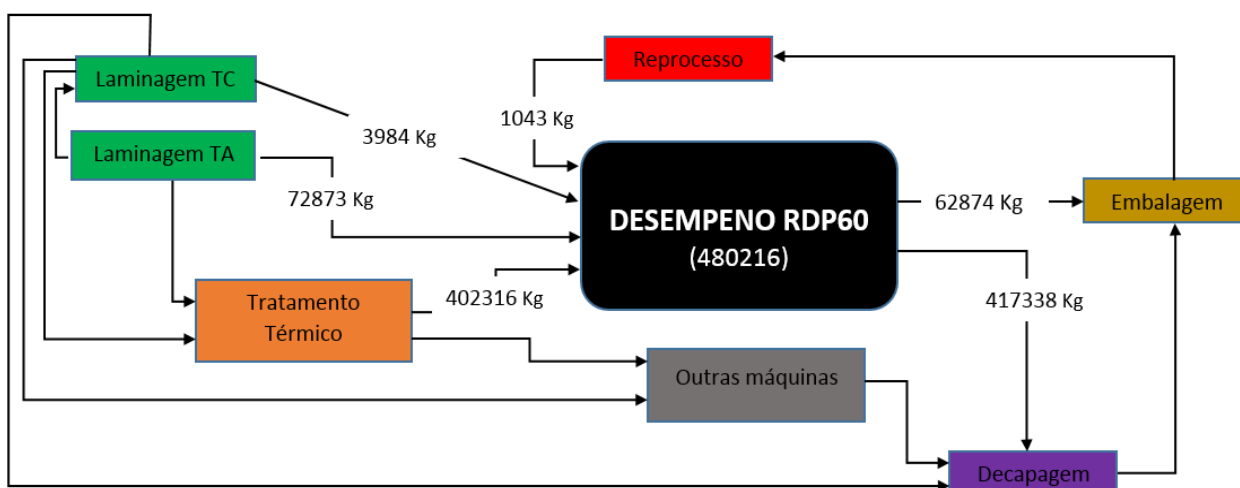 Reprocesso
Laminagem TC
1043 Kg
3984 Kg
Laminagem TA
72873 Kg
DESEMPENO RDP60
(480216)
62874 Kg
Embalagem
Tratamento
Térmico
402316 Kg
417338 Kg
Outras máquinas
Decapagem